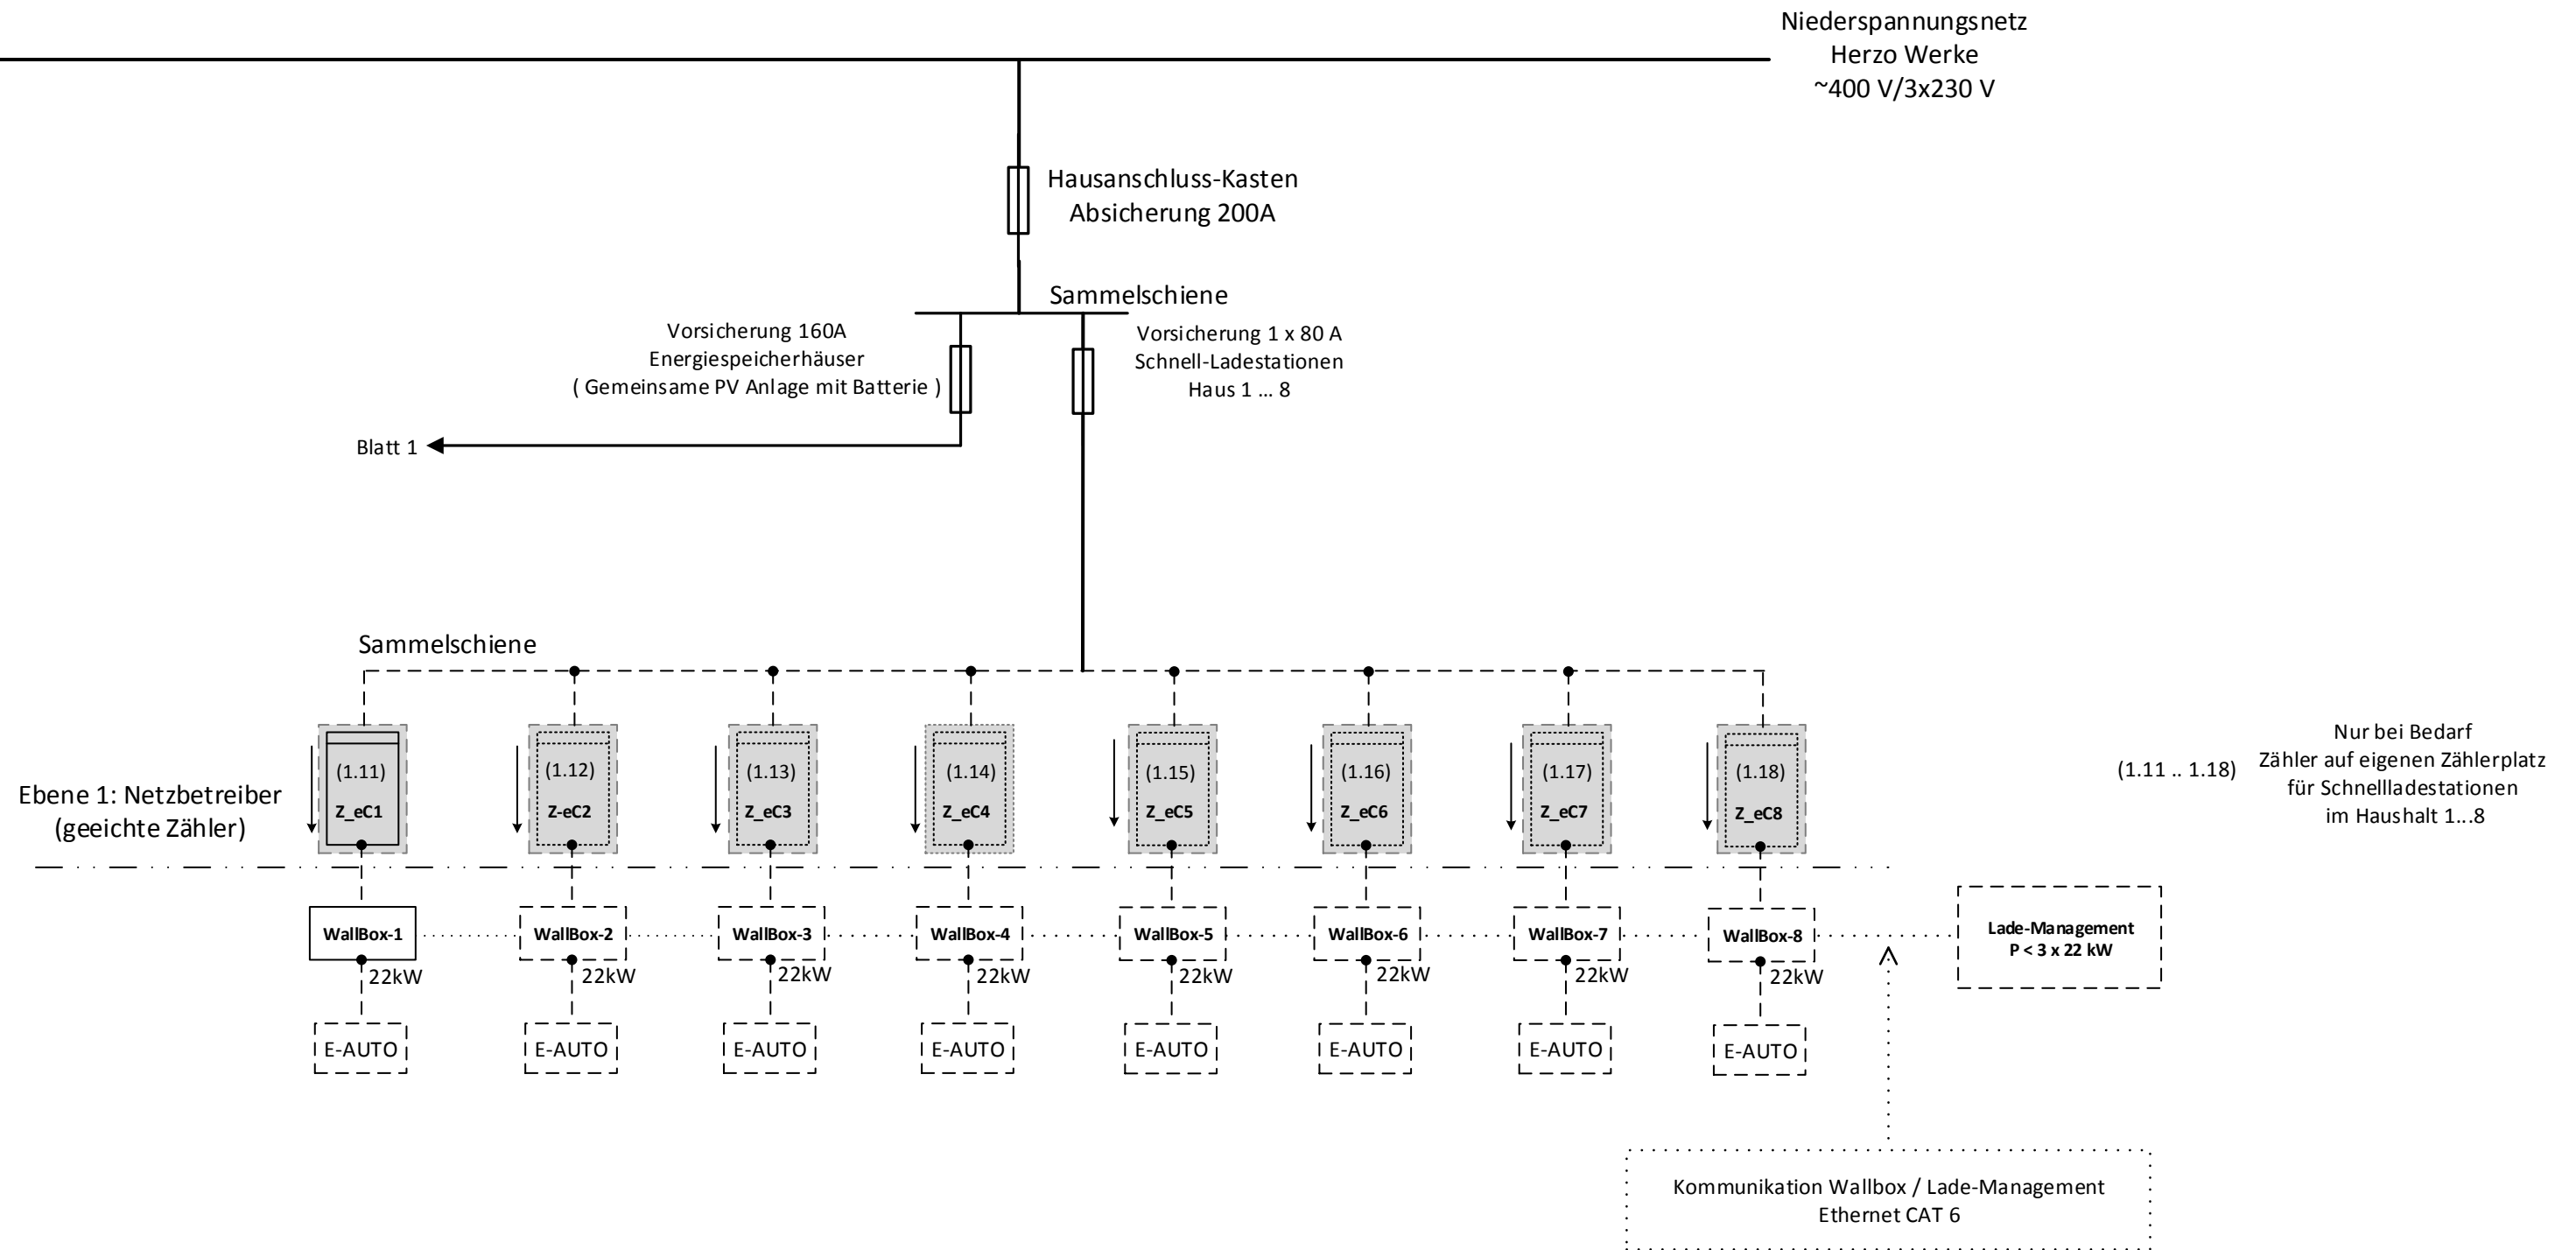 Niederspannungsnetz
Herzo Werke
~400 V/3x230 V
Hausanschluss-Kasten
Absicherung 200A
Sammelschiene
Vorsicherung 160A
Energiespeicherhäuser
( Gemeinsame PV Anlage mit Batterie )
Vorsicherung 1 x 80 A
Schnell-Ladestationen
Haus 1 ... 8
Blatt 1
Sammelschiene
Ebene 1: Netzbetreiber
(geeichte Zähler)
(1.11)
Z_eC1
(1.12)
Z-eC2
(1.13)
Z_eC3
(1.14)
Z_eC4
(1.15)
Z_eC5
(1.16)
Z_eC6
(1.17)
Z_eC7
(1.18)
Z_eC8
(1.11 .. 1.18)
Nur bei Bedarf
Zähler auf eigenen Zählerplatz
für Schnellladestationen
im Haushalt 1...8
WallBox-1
WallBox-2
WallBox-3
WallBox-4
WallBox-5
WallBox-6
WallBox-7
WallBox-8
Lade-Management
P < 3 x 22 kW
22kW
22kW
22kW
22kW
22kW
22kW
22kW
22kW
E-AUTO
E-AUTO
E-AUTO
E-AUTO
E-AUTO
E-AUTO
E-AUTO
E-AUTO
Kommunikation Wallbox / Lade-Management
Ethernet CAT 6